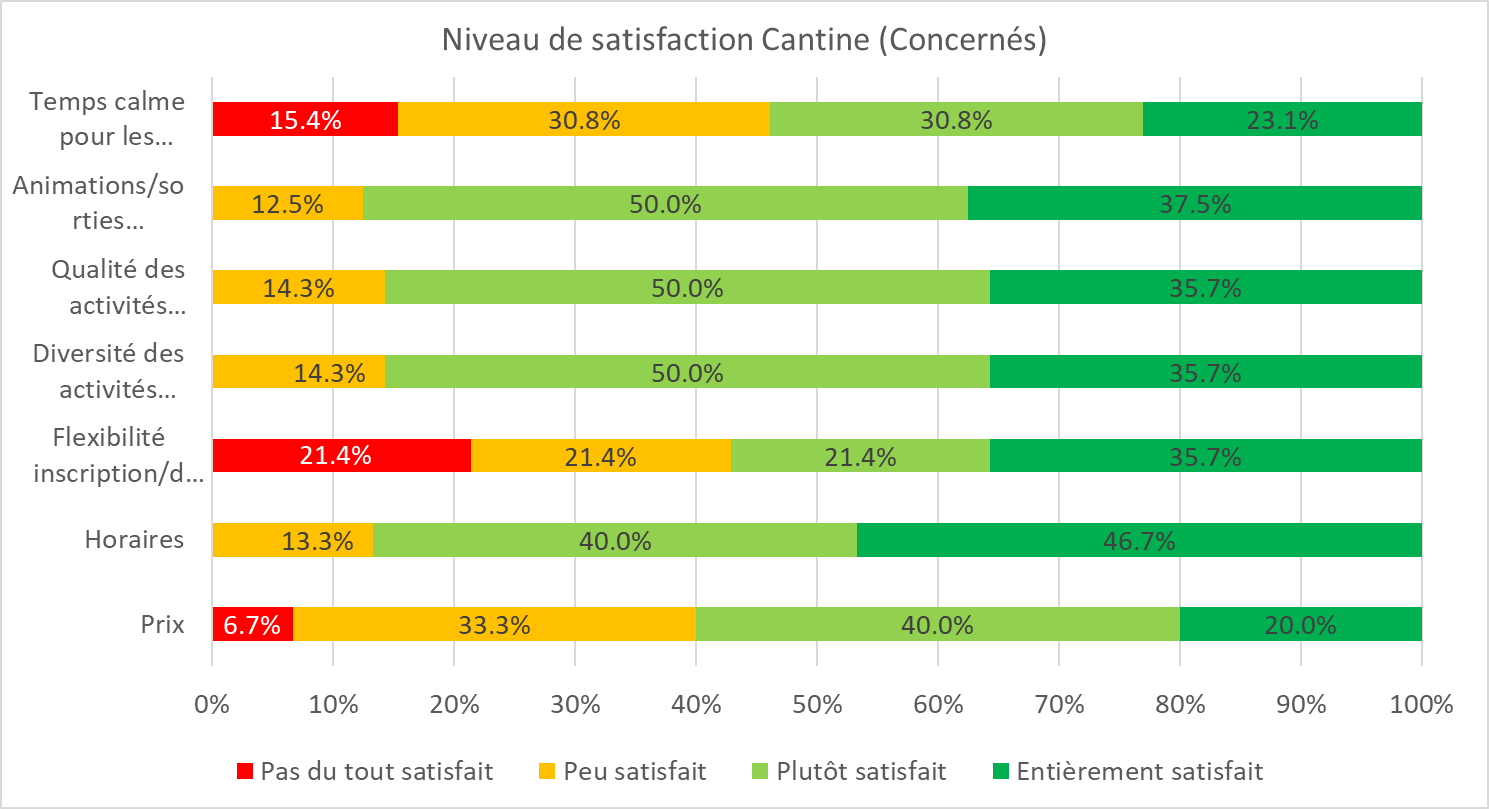 Niveau de satisfaction Cantine (Concernés)
Temps calme
pour les...
15.4% 30.8% 30.8% 23.1%
Animations/so
rties...
12.5% 50.0% 37.5%
Qualité des
activités...
14.3% 50.0% 35.7%
Diversité des
activités...
14.3% 50.0% 35.7%
Flexibilité
inscription/d...
21.4% 21.4% 21.4% 35.7%
Horaires
13.3% 40.0% 46.7%
Prix
6.7% 33.3% 40.0% 20.0%
0% 10% 20% 30% 40% 50% 60% 70% 80% 90% 100%
Pas du tout satisfait Peu satisfait Plutôt satisfait Entièrement satisfait